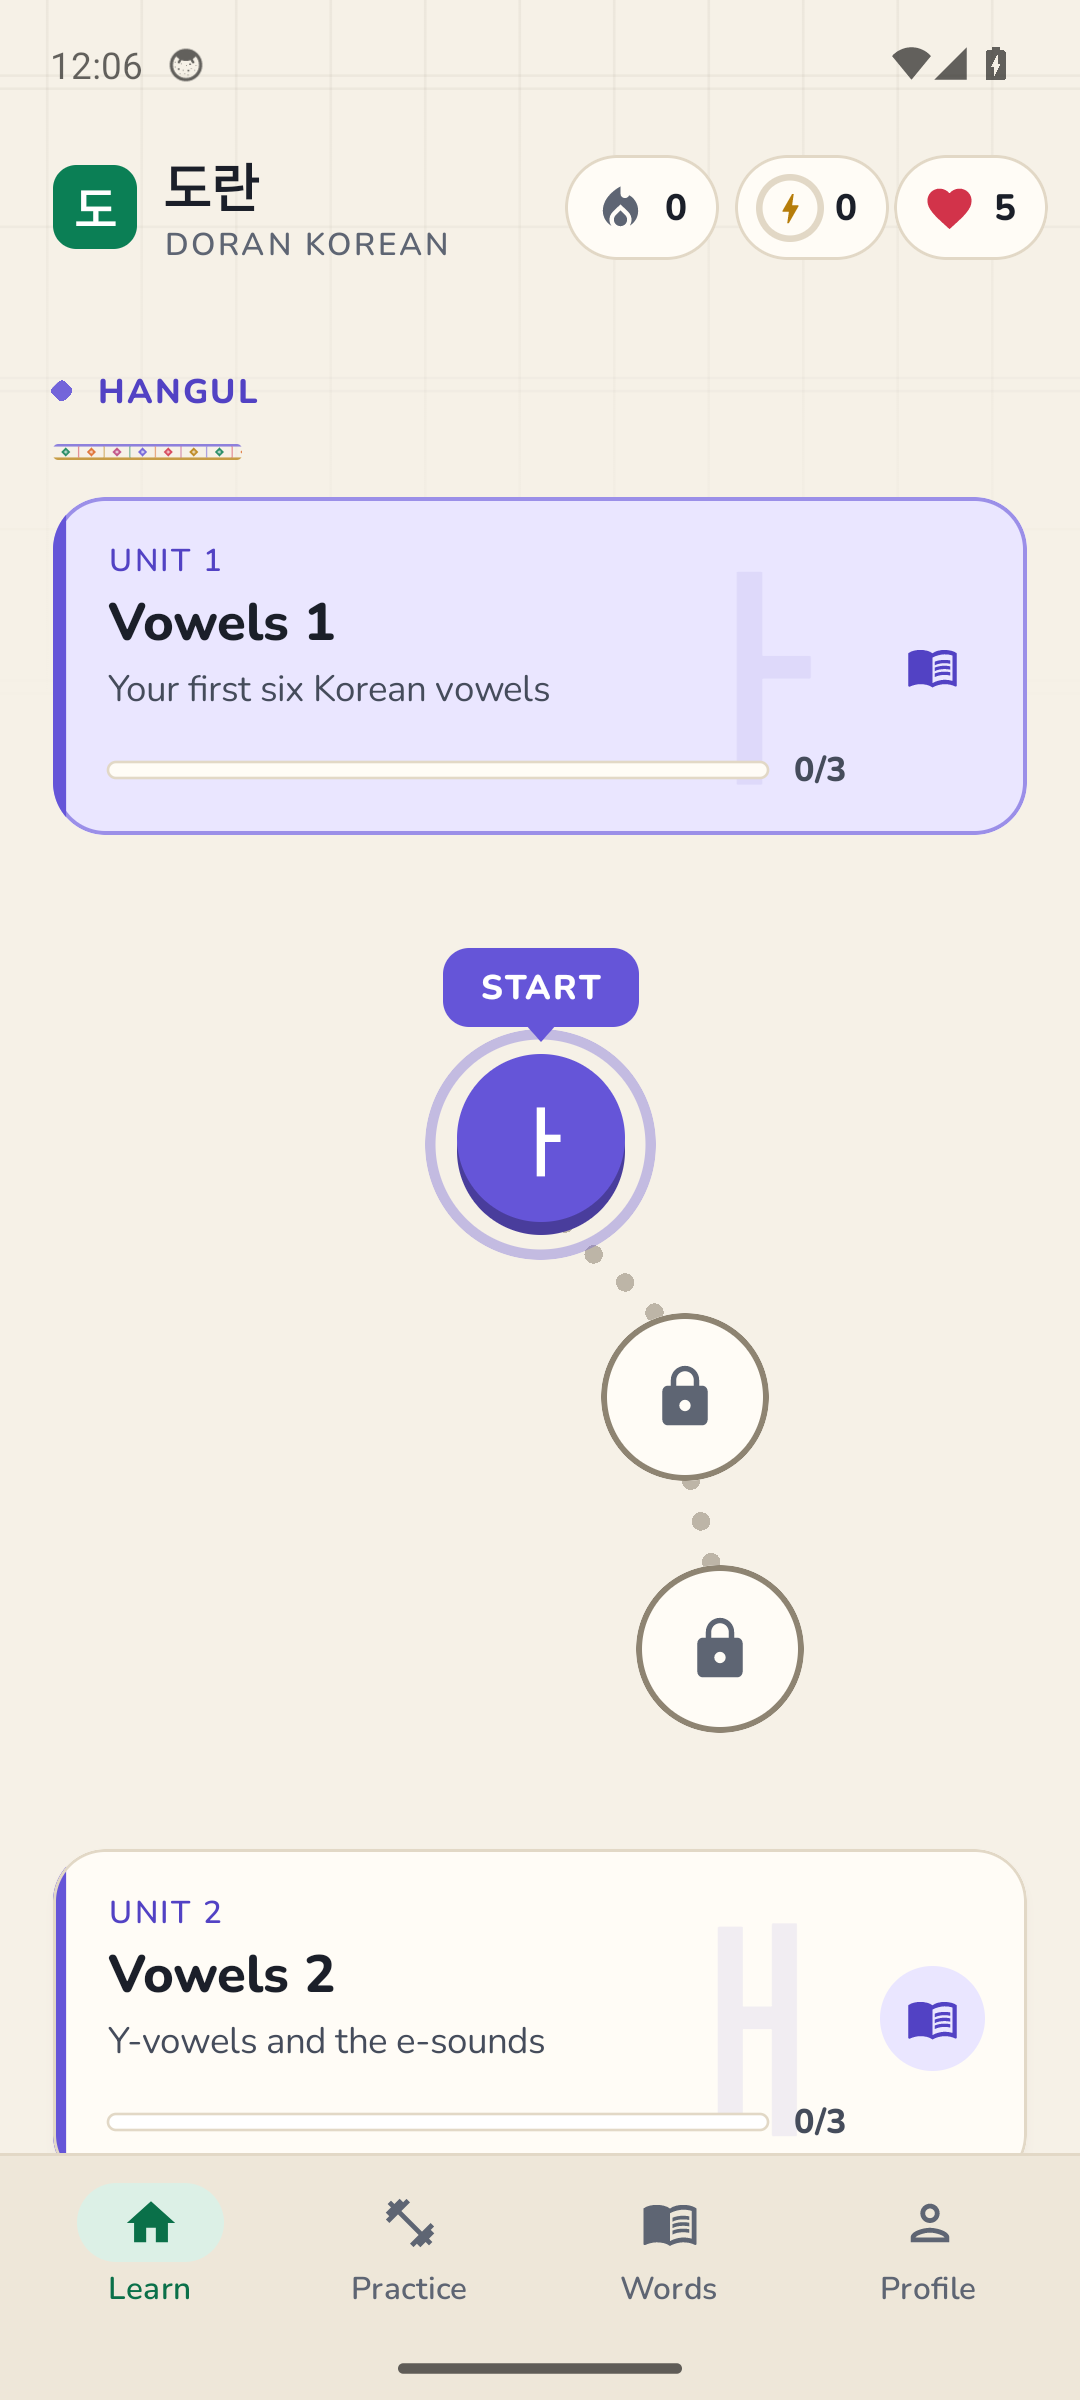 12:06
도 도란
DORAN KOREAN
0 0 5
HANGUL
UNIT 1
Vowels 1
Your first six Korean vowels
ㅏ
0/3
START
ㅏ
UNIT 2
Vowels 2
Y-vowels and the e-sounds
ㅐ
0/3
Learn Practice Words Profile